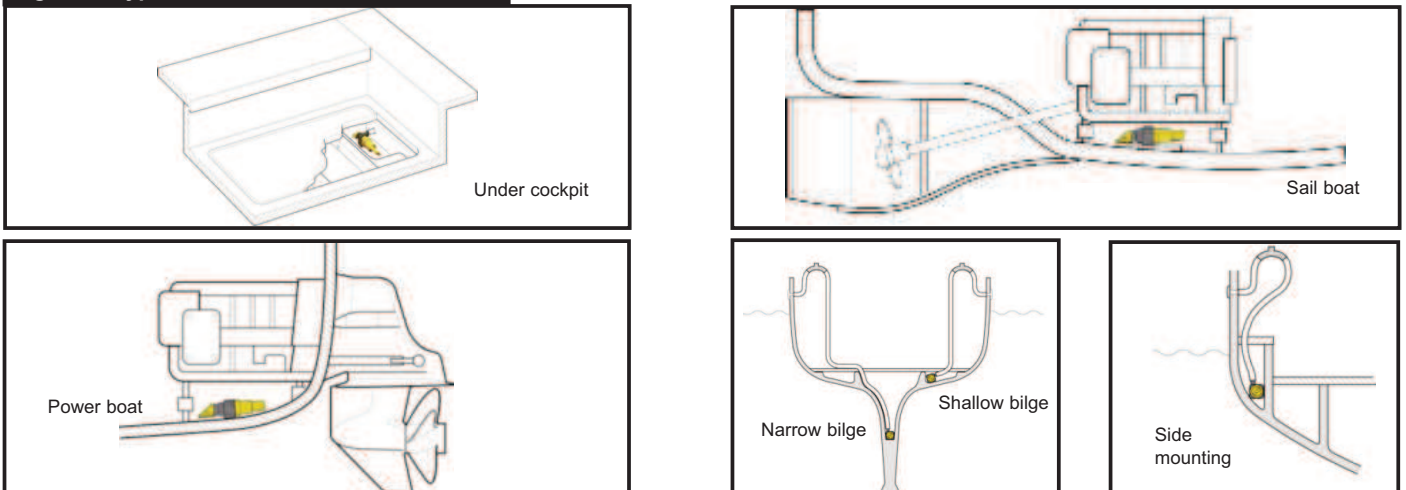 Under cockpit
Sail boat
Power boat
Narrow bilge
Shallow bilge
Side
mounting